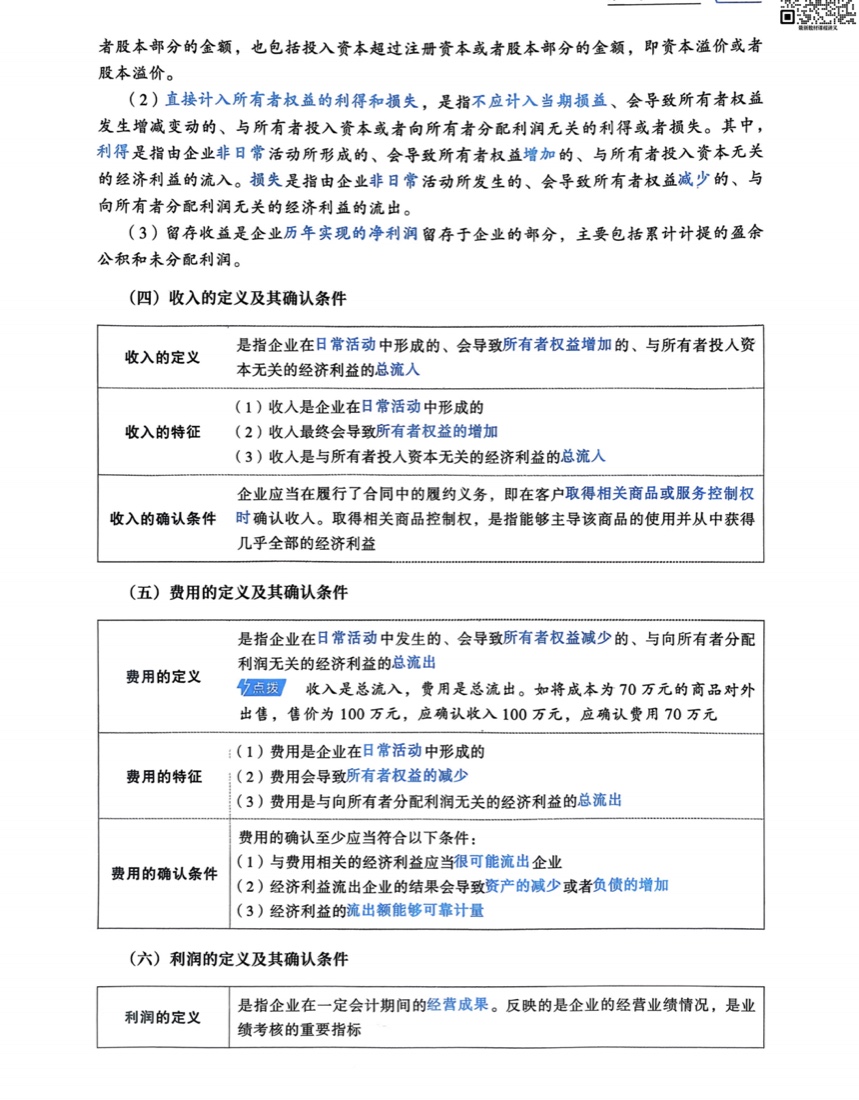 者股本部分的金额，也包括投入资本超过注册资本或者股本部分的金额，即资本溢价或者
股本溢价。
（2）直接计入所有者权益的利得和损失，是指不应计入当期损益、会导致所有者权益
发生增减变动的、与所有者投入资本或者向所有者分配利润无关的利得或者损失。其中，
利得是指由企业非日常活动所形成的、会导致所有者权益增加的、与所有者投入资本无关
的经济利益的流入。损失是指由企业非日常活动所发生的、会导致所有者权益减少的、与
向所有者分配利润无关的经济利益的流出。
（3）留存收益是企业历年实现的净利润留存于企业的部分，主要包括累计计提的盈余
公积和未分配利润。
（四）收入的定义及其确认条件
收入的定义
是指企业在日常活动中形成的、会导致所有者权益增加的、与所有者投入资
本无关的经济利益的总流入
收入的特征
（1）收入是企业在日常活动中形成的
（2）收入最终会导致所有者权益的增加
（3）收入是与所有者投入资本无关的经济利益的总流入
收入的确认条件
企业应当在履行了合同中的履约义务，即在客户取得相关商品或服务控制权
时确认收入。取得相关商品控制权，是指能够主导该商品的使用并从中获得
几乎全部的经济利益
（五）费用的定义及其确认条件
费用的定义
是指企业在日常活动中发生的、会导致所有者权益减少的、与向所有者分配
利润无关的经济利益的总流出
点拨 收入是总流入，费用是总流出。如将成本为 70 万元的商品对外
出售，售价为 100 万元，应确认收入 100 万元，应确认费用 70 万元
费用的特征
（1）费用是企业在日常活动中形成的
（2）费用会导致所有者权益的减少
（3）费用是与向所有者分配利润无关的经济利益的总流出
费用的确认条件
费用的确认至少应当符合以下条件：
（1）与费用相关的经济利益应当很可能流出企业
（2）经济利益流出企业的结果会导致资产的减少或者负债的增加
（3）经济利益的流出额能够可靠计量
（六）利润的定义及其确认条件
利润的定义
是指企业在一定会计期间的经营成果。反映的是企业的经营业绩情况，是业
绩考核的重要指标